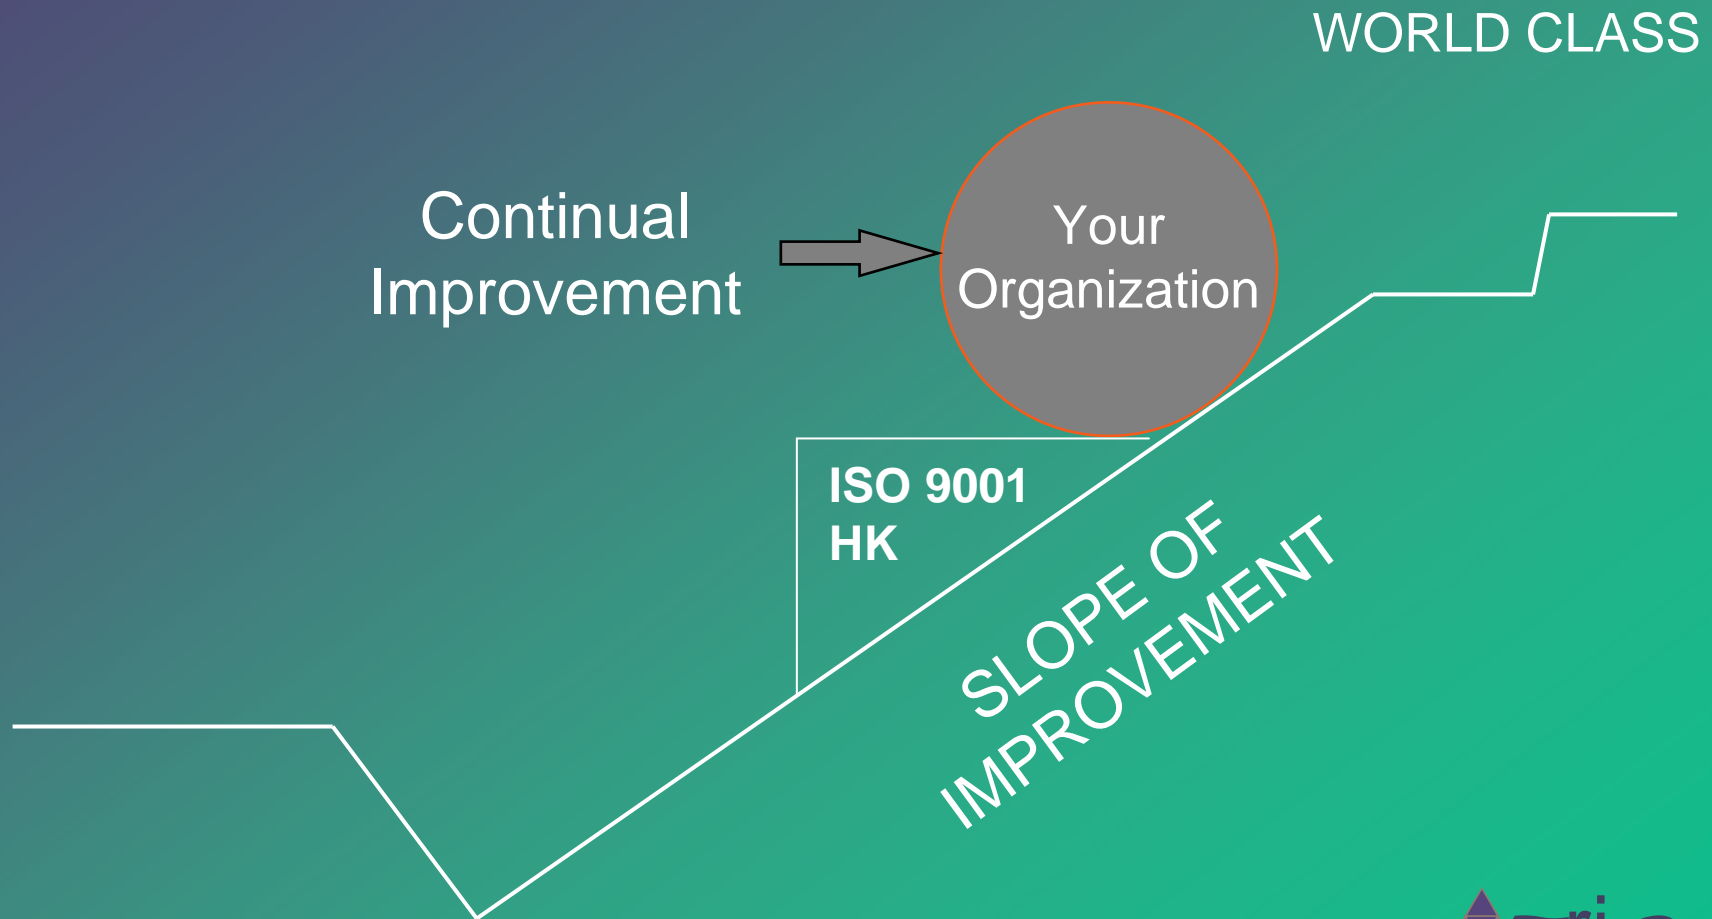 WORLD CLASS
Continual
Improvement
Your
Organization
ISO 9001
HK
SLOPE OF
IMPROVEMENT